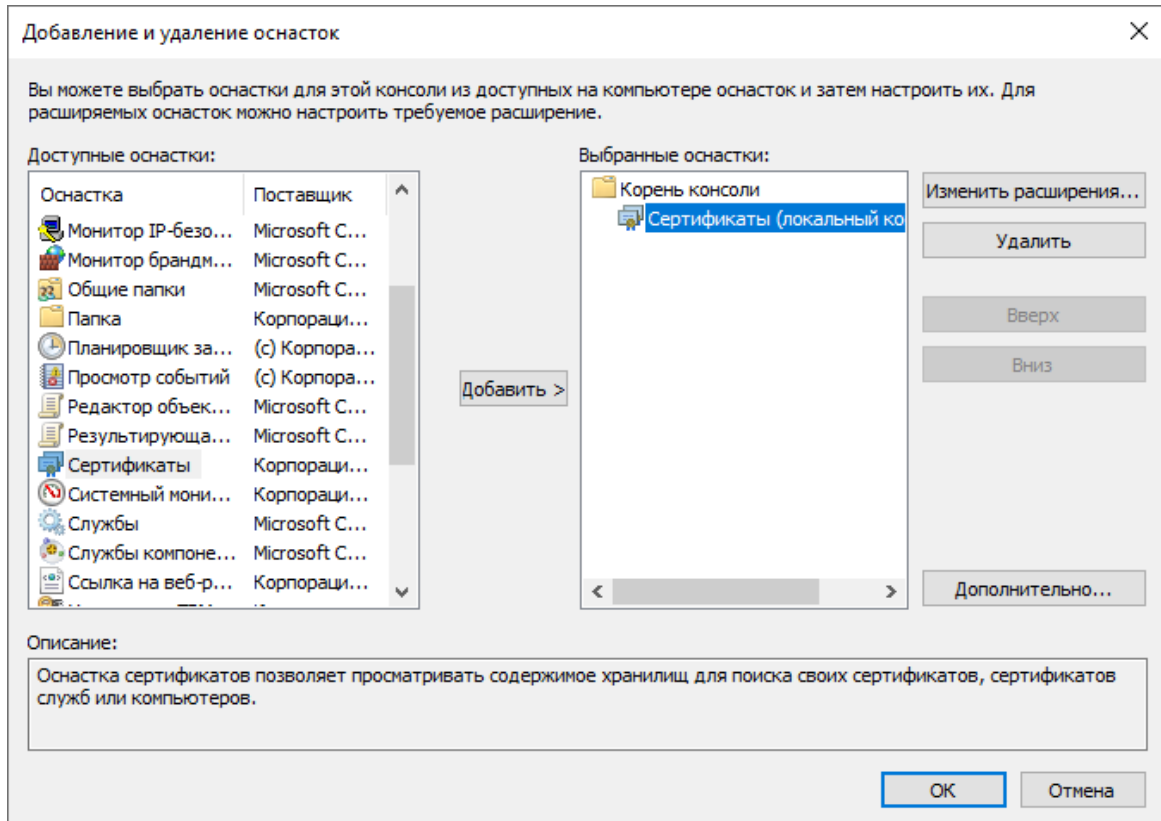 Добавление и удаление оснасток
Вы можете выбрать оснастки для этой консоли из доступных на компьютере оснасток и затем настроить их. Для
расширяемых оснасток можно настроить требуемое расширение.
Доступные оснастки:
Оснастка Поставщик
Монитор IP-безо... Microsoft C...
Монитор брандм... Microsoft C...
Общие папки Microsoft C...
Папка Корпораци...
Планировщик за... (c) Корпора...
Просмотр событий (c) Корпора...
Редактор объек... Microsoft C...
Результирующа... Microsoft C...
Сертификаты Корпораци...
Системный мони... Корпораци...
Службы Microsoft C...
Службы компоне... Microsoft C...
Ссылка на веб-р... Корпораци...
Добавить >
Выбранные оснастки:
Корень консоли
Сертификаты (локальный ко
Изменить расширения...
Удалить
Вверх
Вниз
Дополнительно...
Описание:
Оснастка сертификатов позволяет просматривать содержимое хранилищ для поиска своих сертификатов, сертификатов
служб или компьютеров.
OK Отмена